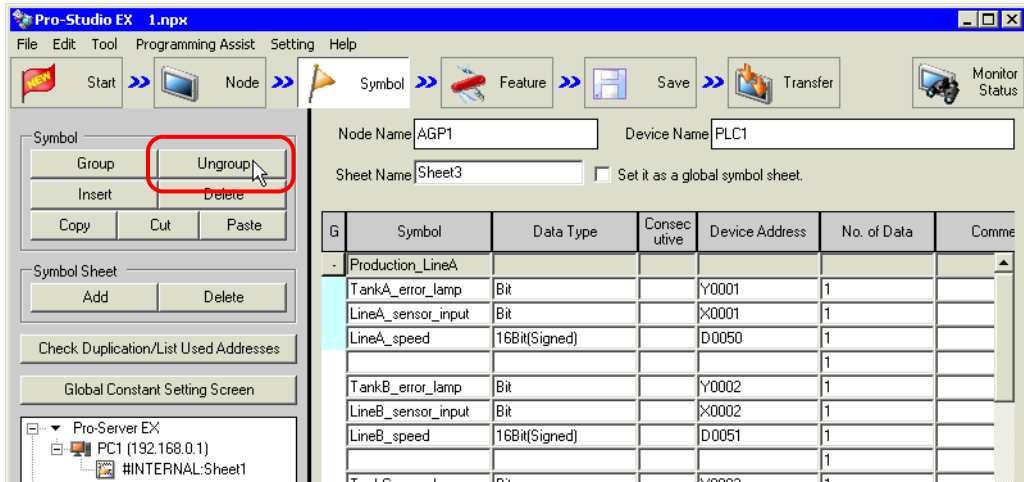 Pro-Studio EX 1.npx
File Edit Tool Programming Assist Setting Help
NEW Start Node Symbol Feature Save Transfer Monitor Status
Symbol
Group Ungroup
Insert Delete
Copy Cut Paste
Symbol Sheet
Add Delete
Check Duplication/List Used Addresses
Global Constant Setting Screen
Pro-Server EX
PC1 (192.168.0.1)
#INTERNAL:Sheet1
Node Name AGP1 Device Name PLC1
Sheet Name Sheet3 Set it as a global symbol sheet.
G Symbol Data Type Consecutive Device Address No. of Data Comme
- Production_LineA
TankA_error_lamp Bit Y0001 1
LineA_sensor_input Bit X0001 1
LineA_speed 16Bit(Signed) D0050 1
1
TankB_error_lamp Bit Y0002 1
LineB_sensor_input Bit X0002 1
LineB_speed 16Bit(Signed) D0051 1
1